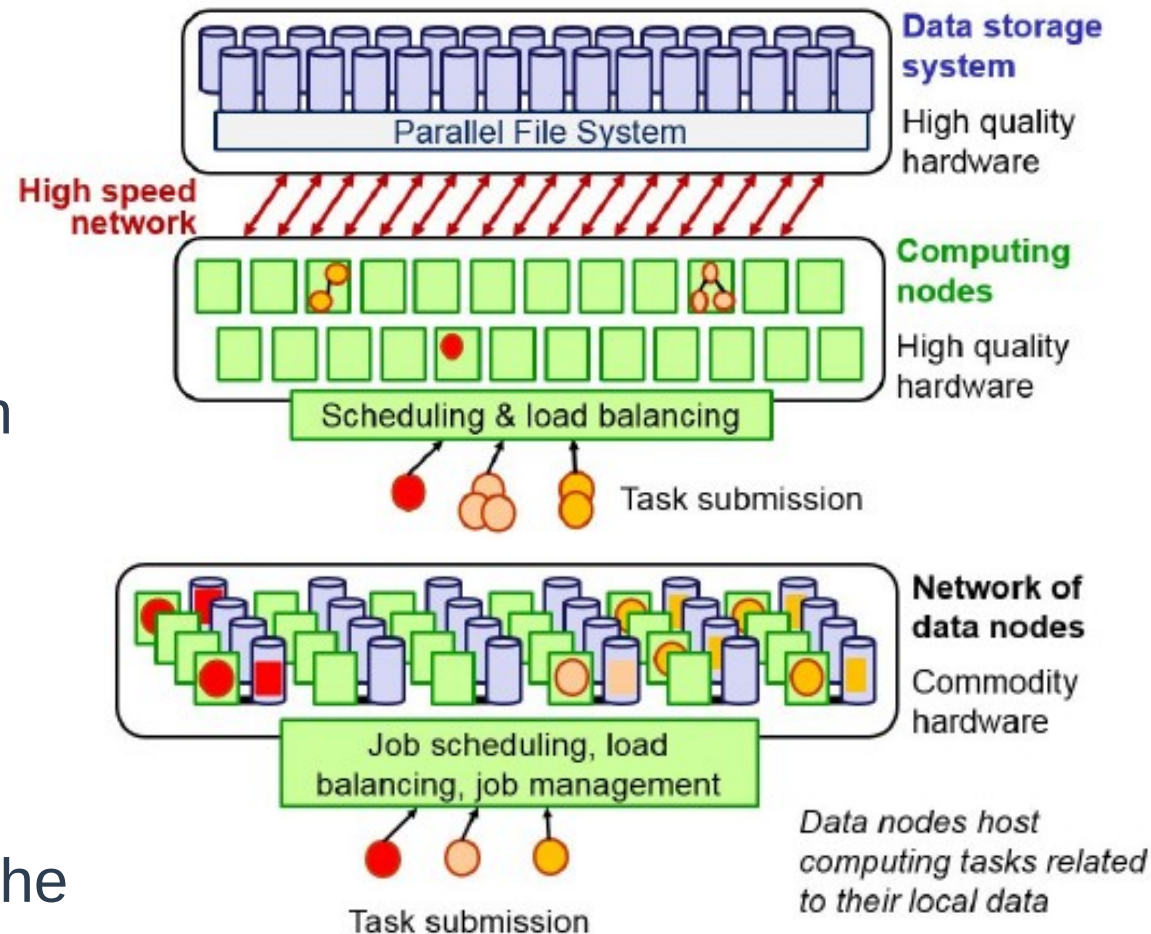 Data storage
system
Parallel File System
High quality
hardware
High speed
network
Computing
nodes
High quality
hardware
Scheduling & load balancing
Task submission
Network of
data nodes
Commodity
hardware
Job scheduling, load
balancing, job management
Data nodes host
computing tasks related
to their local data
he
Task submission